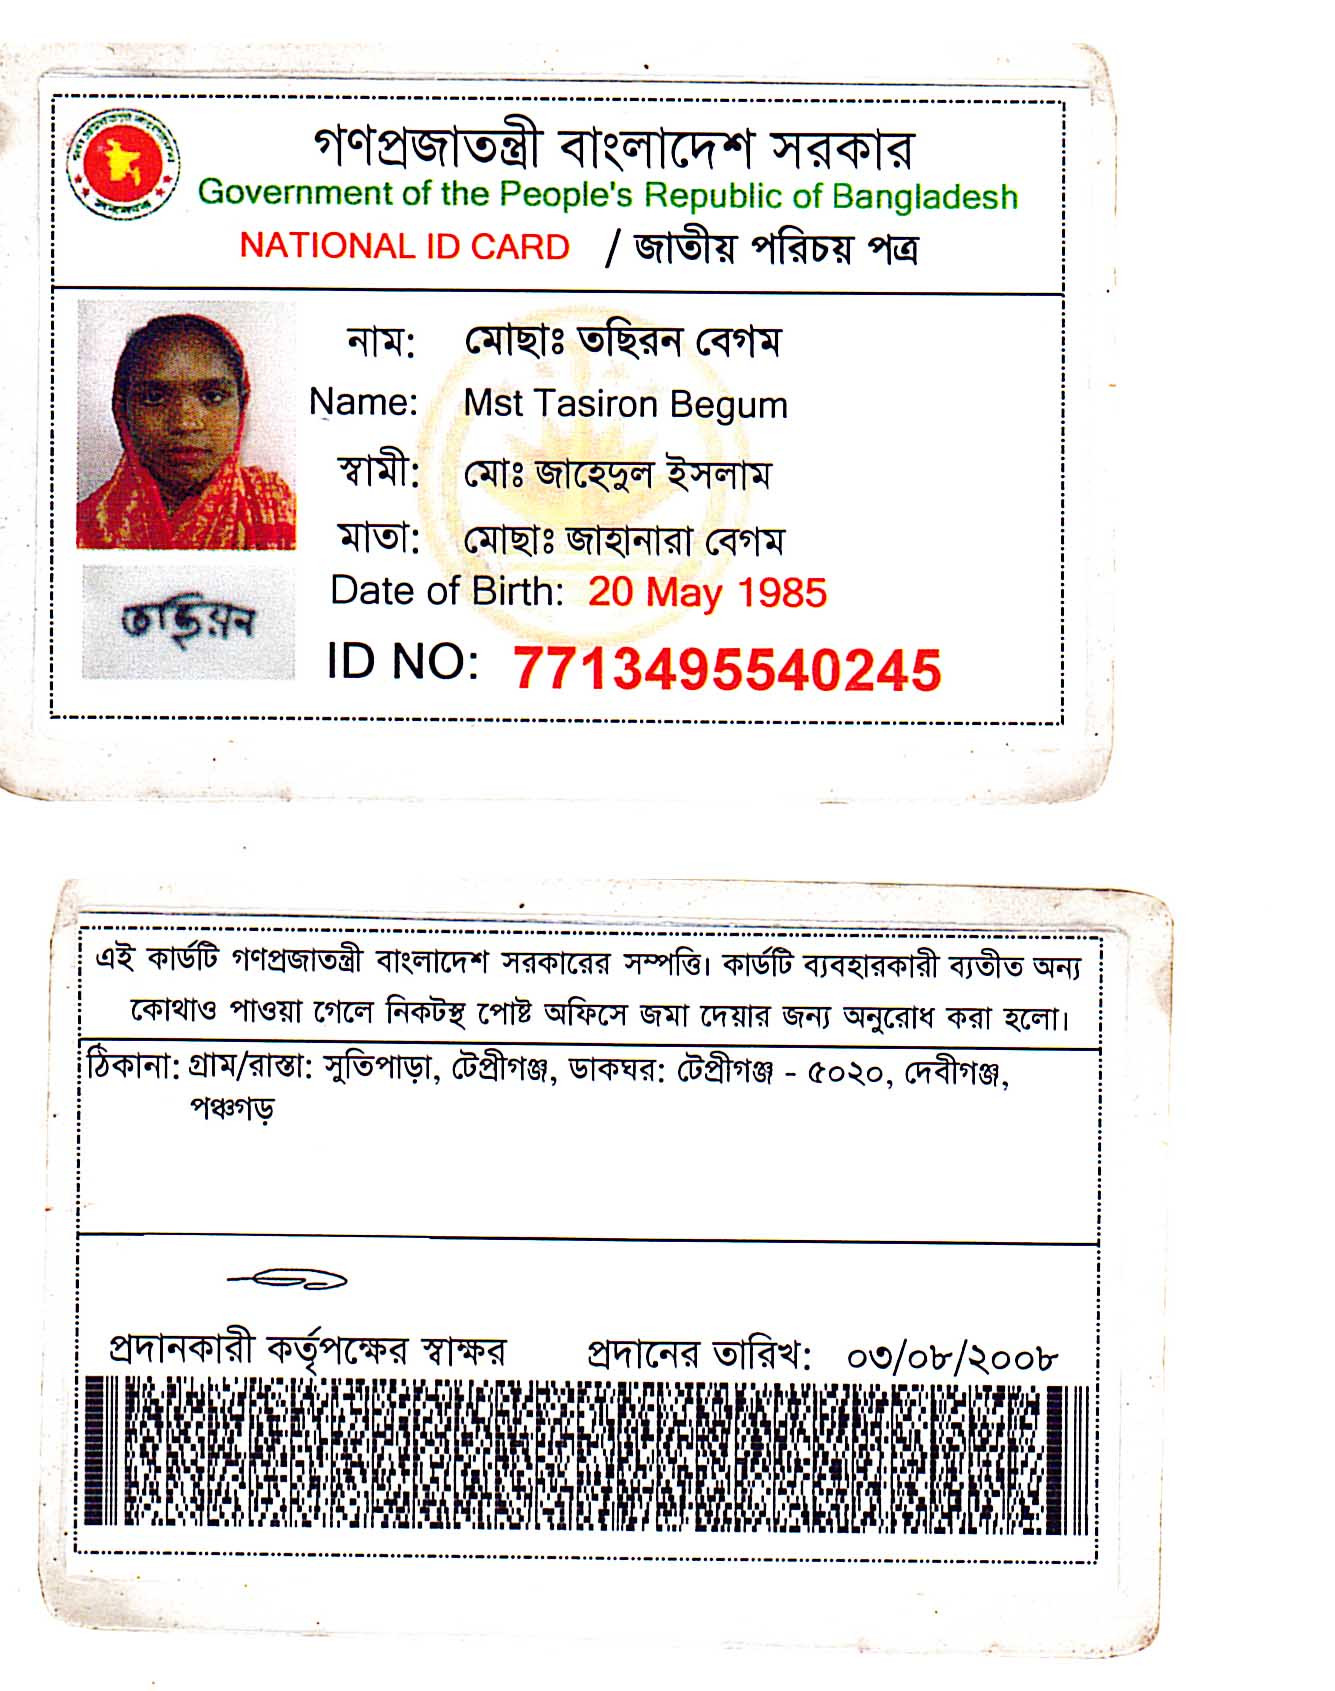 গণপ্রজাতন্ত্রী বাংলাদেশ সরকার
Government of the People's Republic of Bangladesh
NATIONAL ID CARD / জাতীয় পরিচয় পত্র
নাম: মোছাঃ তছিরন বেগম
Name: Mst Tasiron Begum
স্বামী: মোঃ জাহেদুল ইসলাম
মাতা: মোছাঃ জাহানারা বেগম
Date of Birth: 20 May 1985
ID NO: 7713495540245
তছিরন
এই কার্ডটি গণপ্রজাতন্ত্রী বাংলাদেশ সরকারের সম্পত্তি। কার্ডটি ব্যবহারকারী ব্যতীত অন্য
কোথাও পাওয়া গেলে নিকটস্থ পোষ্ট অফিসে জমা দেয়ার জন্য অনুরোধ করা হলো।
ঠিকানা: গ্রাম/রাস্তা: সুতিপাড়া, টেপ্রীগঞ্জ, ডাকঘর: টেপ্রীগঞ্জ - ৫০২০, দেবীগঞ্জ,
পঞ্চগড়
প্রদানকারী কর্তৃপক্ষের স্বাক্ষর প্রদানের তারিখ: ০৩/০৮/২০০৮